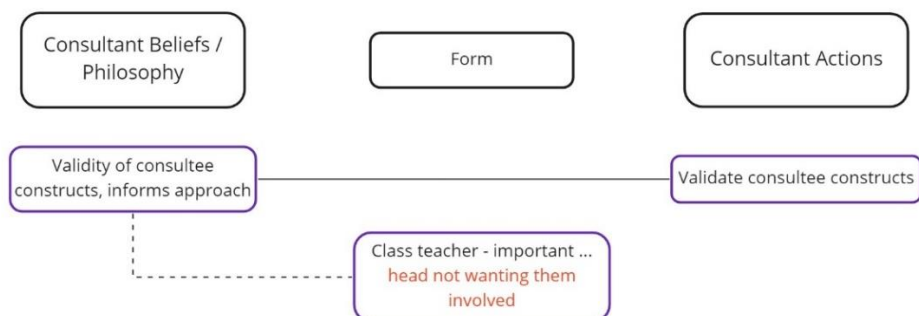 Consultant Beliefs /
Philosophy
Form
Consultant Actions
Validity of consultee
constructs, informs approach
Validate consultee constructs
Class teacher - important ...
head not wanting them
involved